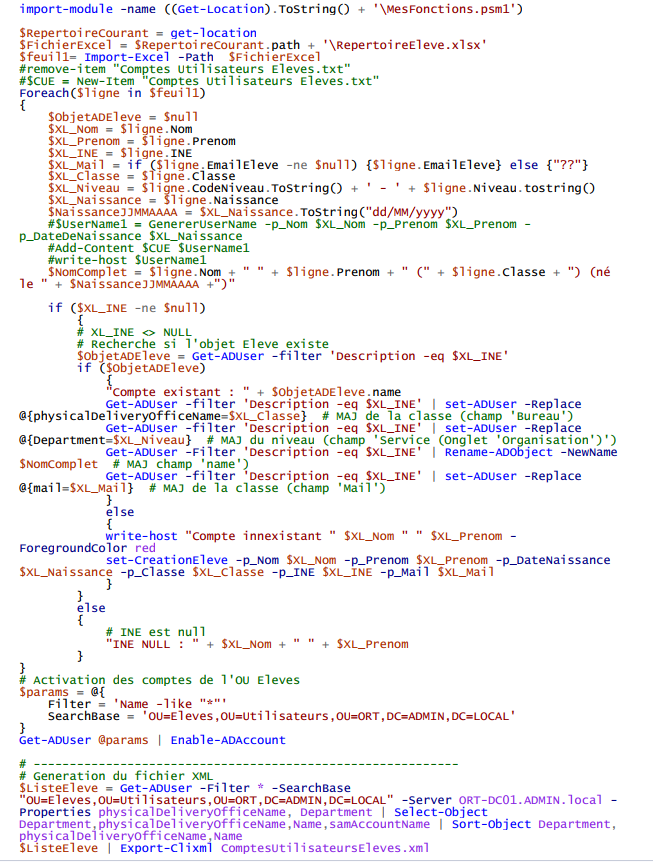 import-module -name ((Get-Location).ToString() + '\MesFonctions.psm1')
$RepertoireCourant = get-location
$FichierExcel = $RepertoireCourant.path + '\RepertoireEleve.xlsx'
$feuil1= Import-Excel -Path  $FichierExcel
#remove-item "Comptes Utilisateurs Eleves.txt"
#$CUE = New-Item "Comptes Utilisateurs Eleves.txt"
Foreach($ligne in $feuil1)
{
    $ObjetADEleve = $null
    $XL_Nom = $ligne.Nom
    $XL_Prenom = $ligne.Prenom
    $XL_INE = $ligne.INE
    $XL_Mail = if ($ligne.EmailEleve -ne $null) {$ligne.EmailEleve} else {"??"}
    $XL_Classe = $ligne.Classe
    $XL_Niveau = $ligne.CodeNiveau.ToString() + ' - ' + $ligne.Niveau.tostring()
    $XL_Naissance = $ligne.Naissance
    $NaissanceJJMMAAAA = $XL_Naissance.ToString("dd/MM/yyyy")
    #$UserName1 = GenererUserName -p_Nom $XL_Nom -p_Prenom $XL_Prenom -
p_DateDeNaissance $XL_Naissance
    #Add-Content $CUE $UserName1
    #write-host $UserName1
    $NomComplet = $ligne.Nom + " " + $ligne.Prenom + " (" + $ligne.Classe + ") (né
le " + $NaissanceJJMMAAAA +")"
    if ($XL_INE -ne $null)
        {
        # XL_INE <> NULL
        # Recherche si l'objet Eleve existe
        $ObjetADEleve = Get-ADUser -filter 'Description -eq $XL_INE'
        if ($ObjetADEleve)
            {
            "Compte existant : " + $ObjetADEleve.name
            Get-ADUser -filter 'Description -eq $XL_INE' | set-ADUser -Replace
@{physicalDeliveryOfficeName=$XL_Classe}  # MAJ de la classe (champ 'Bureau')
            Get-ADUser -filter 'Description -eq $XL_INE' | set-ADUser -Replace
@{Department=$XL_Niveau}  # MAJ du niveau (champ 'Service (Onglet 'Organisation')')
            Get-ADUser -Filter 'Description -eq $XL_INE' | Rename-ADObject -NewName
$NomComplet  # MAJ champ 'name')
            Get-ADUser -filter 'Description -eq $XL_INE' | set-ADUser -Replace
@{mail=$XL_Mail}  # MAJ de la classe (champ 'Mail')
            }
            else
            {
            write-host "Compte innexistant " $XL_Nom " " $XL_Prenom -
ForegroundColor red
            set-CreationEleve -p_Nom $XL_Nom -p_Prenom $XL_Prenom -p_DateNaissance
$XL_Naissance -p_Classe $XL_Classe -p_INE $XL_INE -p_Mail $XL_Mail
            }
        }
        else
        {
            # INE est null
            "INE NULL : " + $XL_Nom + " " + $XL_Prenom
        }
}
# Activation des comptes de l'OU Eleves
$params = @{
    Filter = 'Name -like "*"'
    SearchBase = 'OU=Eleves,OU=Utilisateurs,OU=ORT,DC=ADMIN,DC=LOCAL'
}
Get-ADUser @params | Enable-ADAccount
# -----------------------------------------------------------
# Generation du fichier XML
$ListeEleve = Get-ADUser -Filter * -SearchBase
"OU=Eleves,OU=Utilisateurs,OU=ORT,DC=ADMIN,DC=LOCAL" -Server ORT-DC01.ADMIN.local -
Properties physicalDeliveryOfficeName, Department | Select-Object
Department,physicalDeliveryOfficeName,Name,samAccountName | Sort-Object Department,
physicalDeliveryOfficeName,Name
$ListeEleve | Export-Clixml ComptesUtilisateursEleves.xml